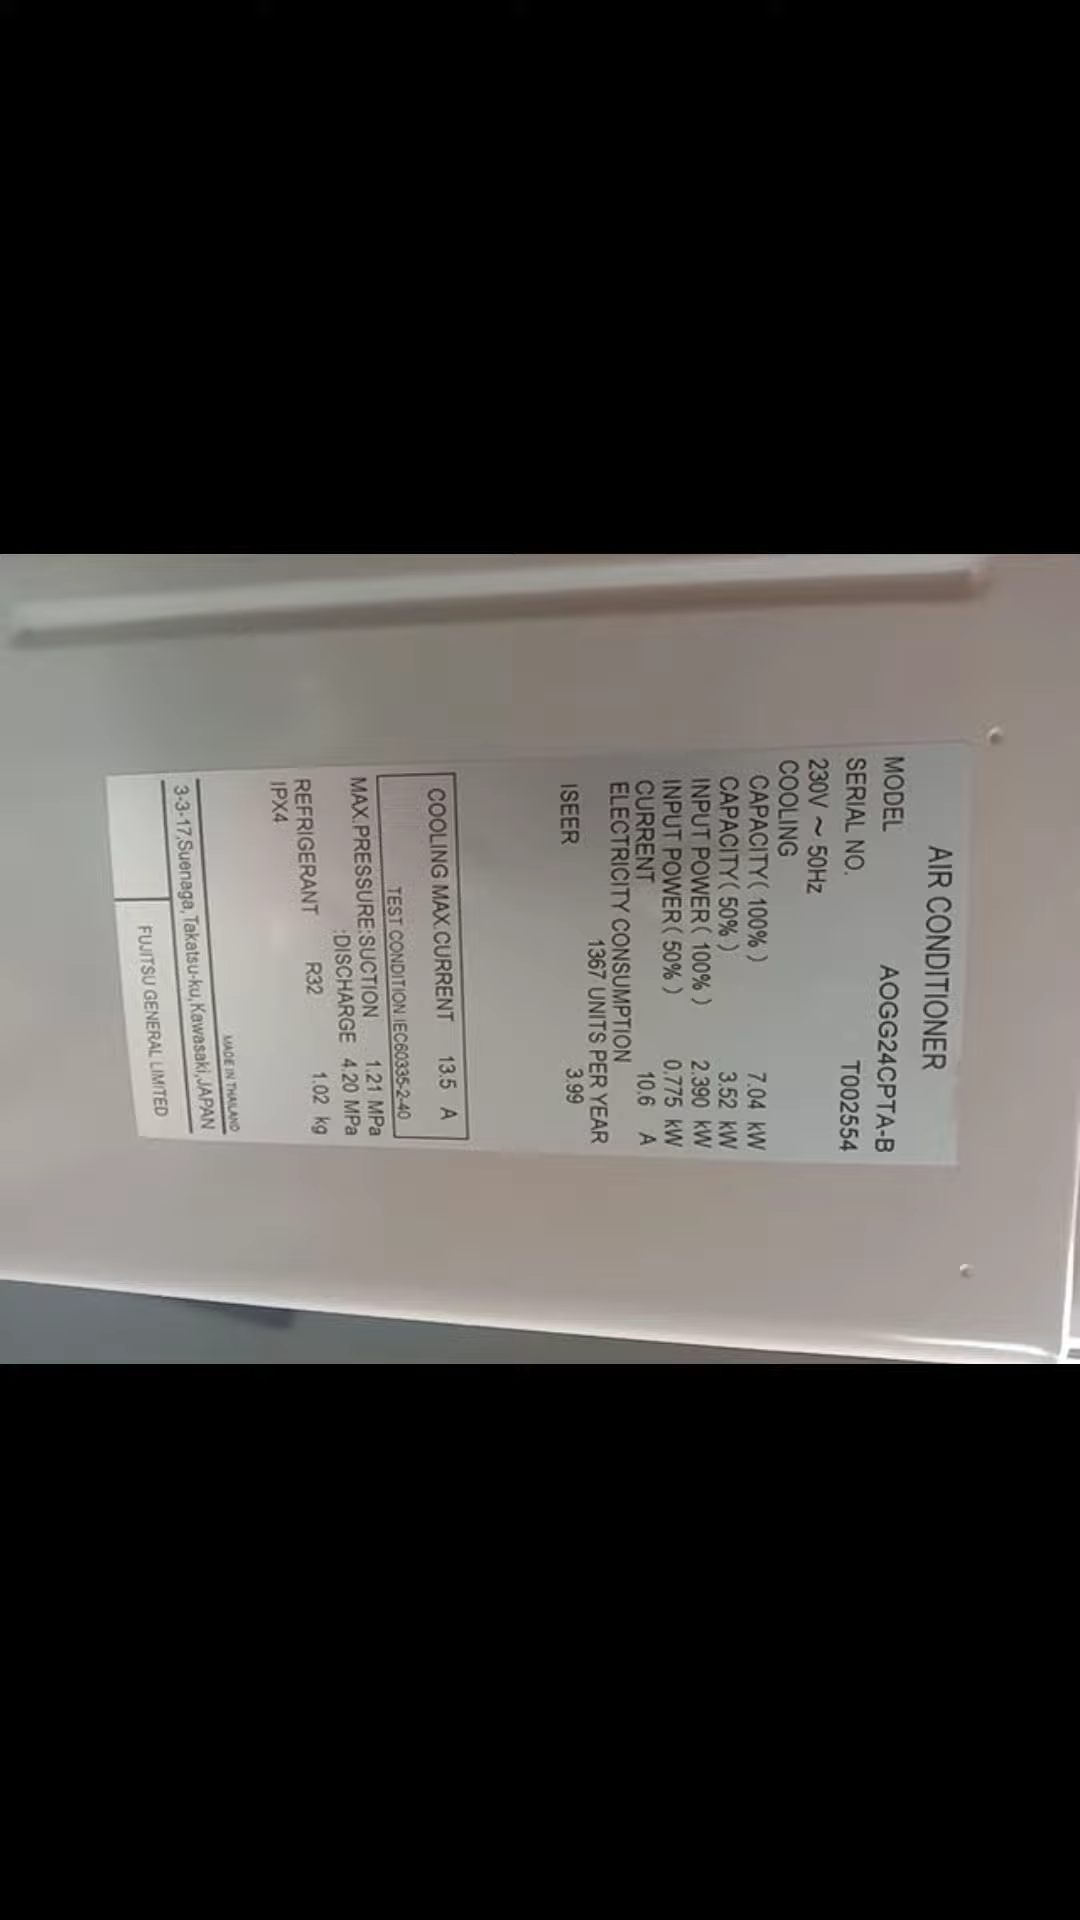 AIR CONDITIONER
MODEL AOGG24CPTA-B
SERIAL NO. T002554
230V ~ 50Hz
COOLING
CAPACITY( 100% ) 7.04 kW
CAPACITY( 50% ) 3.52 kW
INPUT POWER( 100% ) 2.390 kW
INPUT POWER( 50% ) 0.775 kW
CURRENT 10.6 A
ELECTRICITY CONSUMPTION
1367 UNITS PER YEAR
ISEER 3.99
COOLING MAX.CURRENT 13.5 A
TEST CONDITION:IEC60335-2-40
MAX.PRESSURE:SUCTION 1.21 MPa
:DISCHARGE 4.20 MPa
REFRIGERANT R32 1.02 kg
IPX4
MADE IN THAILAND
3-3-17,Suenaga,Takatsu-ku,Kawasaki,JAPAN
FUJITSU GENERAL LIMITED